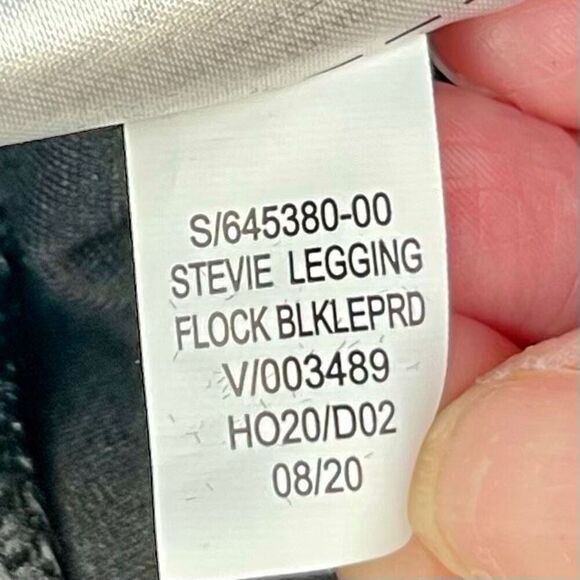 S/645380-00
STEVIE LEGGING
FLOCK BLKLEPRD
V/003489
HO20/D02
08/20